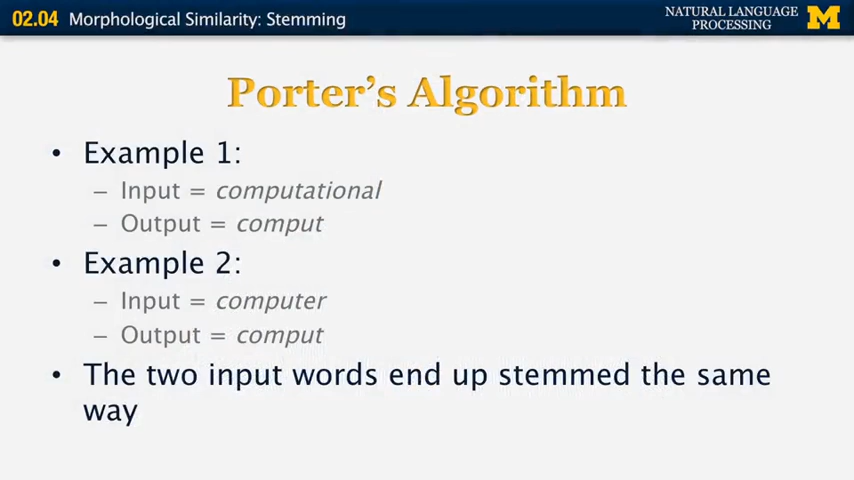 02.04 Morphological Similarity: Stemming
NATURAL LANGUAGE
PROCESSING
M
Porter's Algorithm
• Example 1:
– Input = computational
– Output = comput
• Example 2:
– Input = computer
– Output = comput
• The two input words end up stemmed the same
way